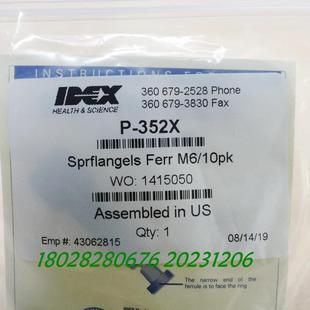 INSTRUCTIONS FOR
IDEX
HEALTH & SCIENCE
360 679-2528 Phone
360 679-3830 Fax
P-352X
Sprflangels Ferr M6/10pk
WO: 1415050
Assembled in US
Qty: 1
Emp #: 43062815
08/14/19
18028280676 20231206
The narrow end of the
ferrule is to face the ring